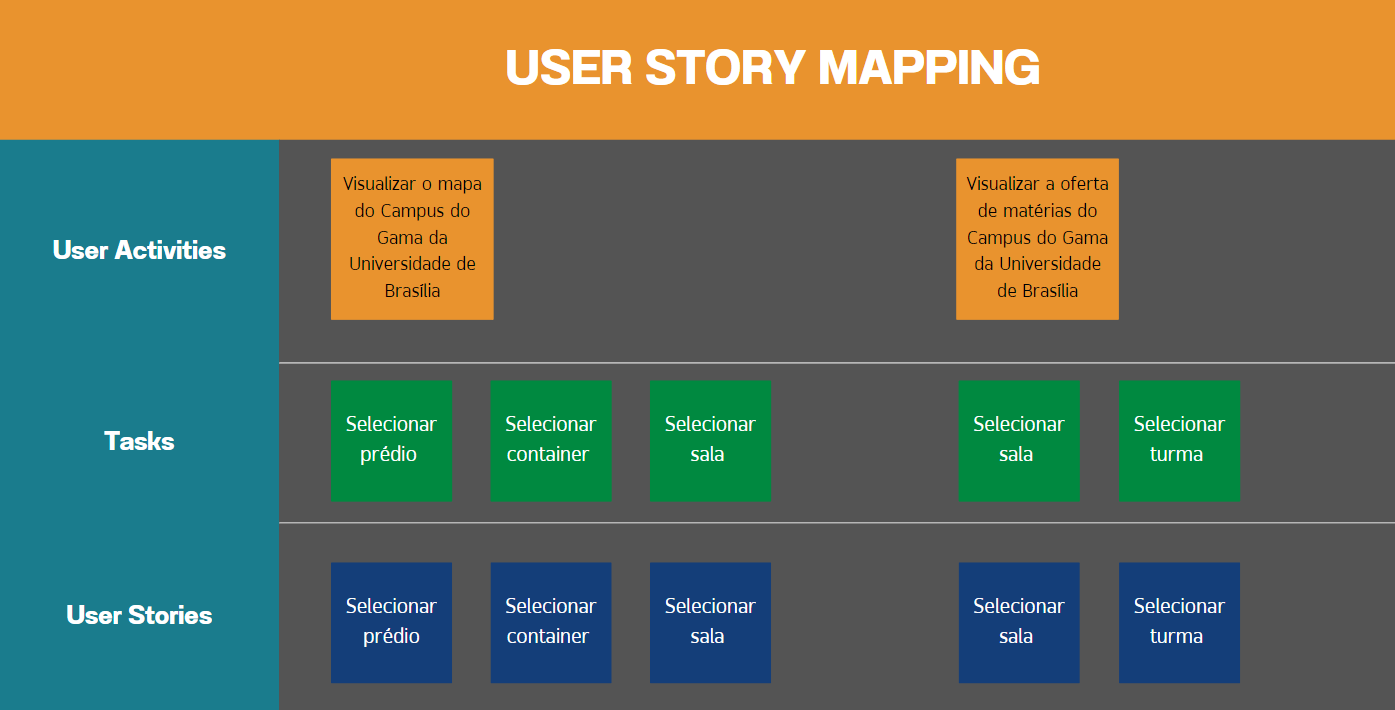 USER STORY MAPPING
User Activities
Visualizar o mapa
do Campus do
Gama da
Universidade de
Brasília
Visualizar a oferta
de matérias do
Campus do Gama
da Universidade
de Brasília
Tasks
Selecionar
prédio
Selecionar
container
Selecionar
sala
Selecionar
sala
Selecionar
turma
User Stories
Selecionar
prédio
Selecionar
container
Selecionar
sala
Selecionar
sala
Selecionar
turma